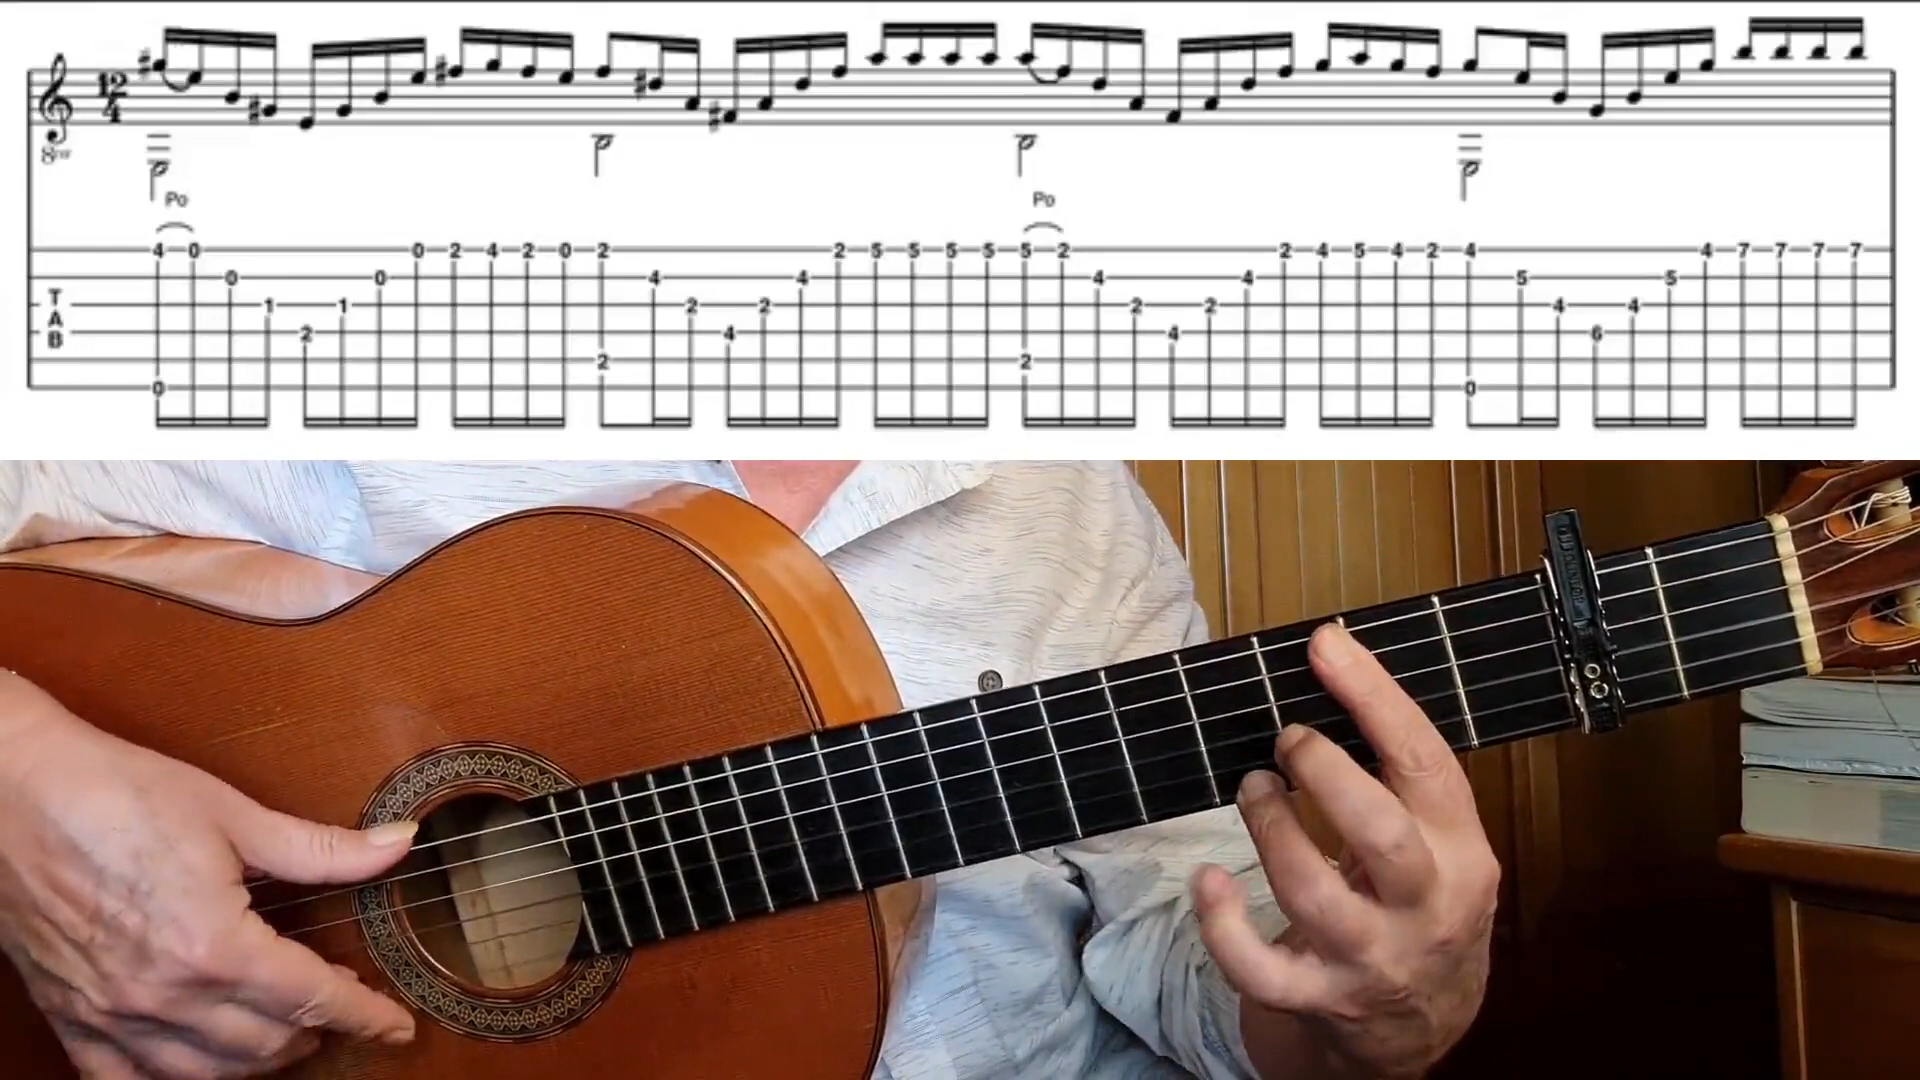 12
4
8va
Po Po
4 0 0 2 4 2 0 2 2 5 5 5 5 5 2 2 4 5 4 2 4 4 7 7 7 7
0 0 4 4 4 4 5 5
T 1 1 2 2 2 2 4 4
A
B 2 4 4 6
2 2
0 0